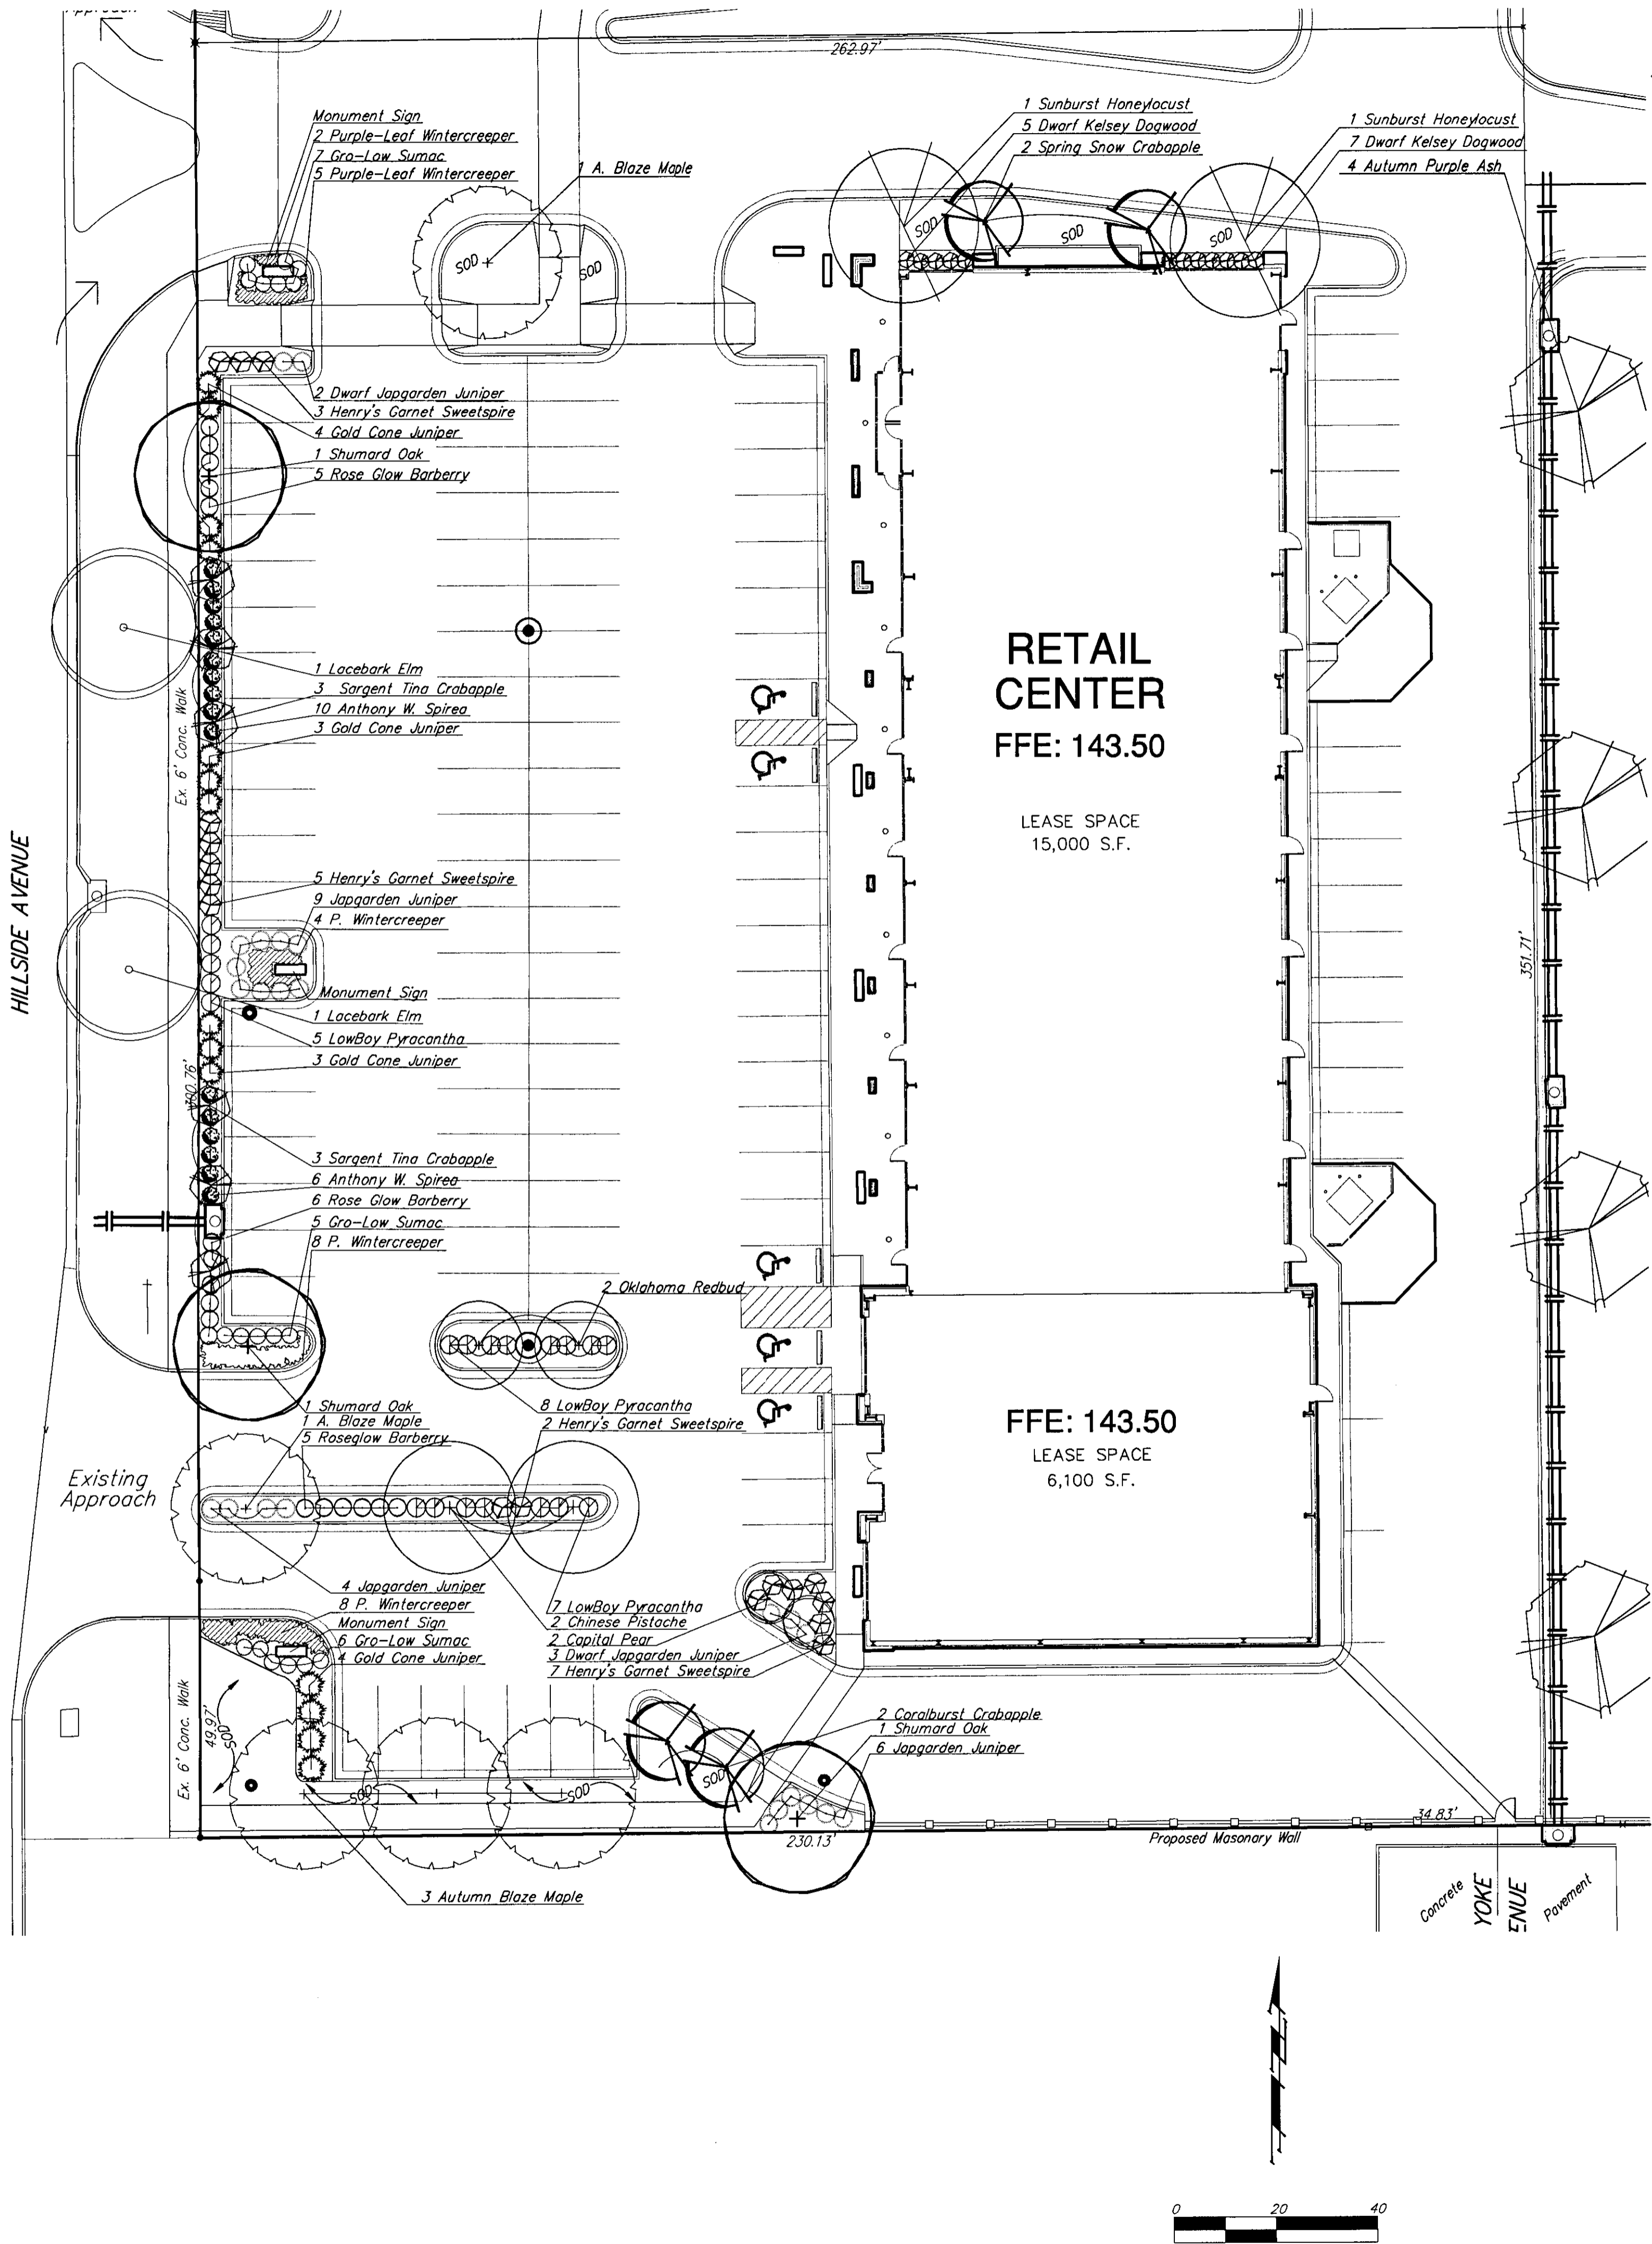 Approach
262.97'
Monument Sign
2 Purple-Leaf Wintercreeper
7 Gro-Low Sumac
5 Purple-Leaf Wintercreeper
1 A. Blaze Maple
1 Sunburst Honeylocust
5 Dwarf Kelsey Dogwood
2 Spring Snow Crabapple
1 Sunburst Honeylocust
7 Dwarf Kelsey Dogwood
4 Autumn Purple Ash
SOD
SOD
SOD
SOD
SOD
2 Dwarf Japgarden Juniper
3 Henry's Garnet Sweetspire
4 Gold Cone Juniper
1 Shumard Oak
5 Rose Glow Barberry
1 Lacebark Elm
3 Sargent Tina Crabapple
10 Anthony W. Spirea
3 Gold Cone Juniper
Ex. 6' Conc. Walk
RETAIL
CENTER
FFE: 143.50
LEASE SPACE
15,000 S.F.
HILLSIDE AVENUE
5 Henry's Garnet Sweetspire
9 Japgarden Juniper
4 P. Wintercreeper
Monument Sign
1 Lacebark Elm
5 LowBoy Pyracantha
3 Gold Cone Juniper
351.71'
3 Sargent Tina Crabapple
6 Anthony W. Spirea
6 Rose Glow Barberry
5 Gro-Low Sumac
8 P. Wintercreeper
2 Oklahoma Redbud
1 Shumard Oak
1 A. Blaze Maple
5 Roseglow Barberry
8 LowBoy Pyracantha
2 Henry's Garnet Sweetspire
FFE: 143.50
LEASE SPACE
6,100 S.F.
Existing
Approach
4 Japgarden Juniper
8 P. Wintercreeper
Monument Sign
6 Gro-Low Sumac
4 Gold Cone Juniper
7 LowBoy Pyracantha
2 Chinese Pistache
2 Capital Pear
3 Dwarf Japgarden Juniper
7 Henry's Garnet Sweetspire
Ex. 6' Conc. Walk
49.97'
SOD
SOD
SOD
SOD
2 Coralburst Crabapple
1 Shumard Oak
6 Japgarden Juniper
230.13'
34.83'
Proposed Masonary Wall
3 Autumn Blaze Maple
Concrete
YOKE
ENUE
Pavement
0 20 40